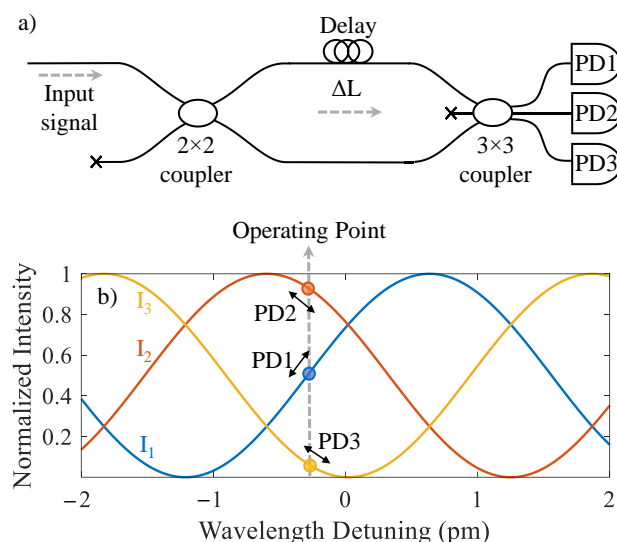 a)
Delay
PD1
Input
signal
ΔL
PD2
2×2
coupler
3×3
coupler
PD3
Operating Point
Normalized Intensity
1
0.8
0.6
0.4
0.2
b)
I3
I2
I1
PD2
PD1
PD3
−2
−1
0
1
2
Wavelength Detuning (pm)